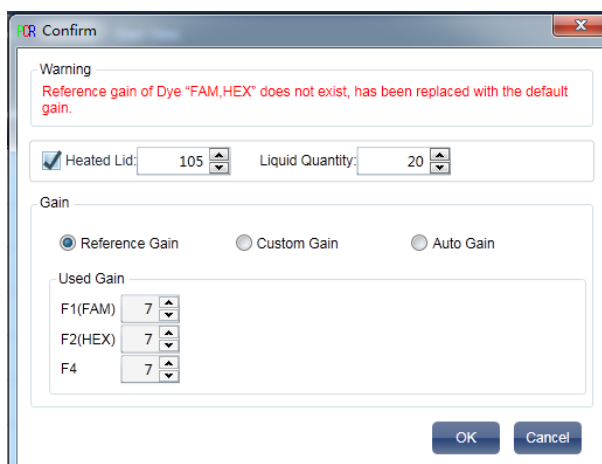 PCR Confirm
Warning
Reference gain of Dye “FAM,HEX” does not exist, has been replaced with the default
gain.
Heated Lid: 105 Liquid Quantity: 20
Gain
Reference Gain Custom Gain Auto Gain
Used Gain
F1(FAM) 7
F2(HEX) 7
F4 7
OK Cancel